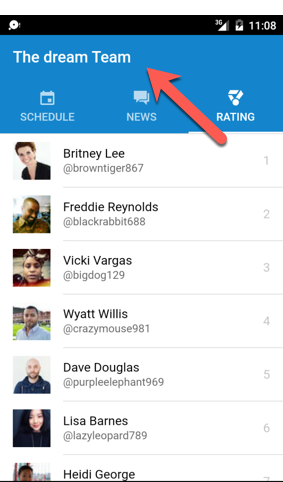 3G 11:08
The dream Team
SCHEDULE NEWS RATING
Britney Lee 1
@browntiger867
Freddie Reynolds 2
@blackrabbit688
Vicki Vargas 3
@bigdog129
Wyatt Willis 4
@crazymouse981
Dave Douglas 5
@purpleelephant969
Lisa Barnes 6
@lazyleopard789
Heidi George 7